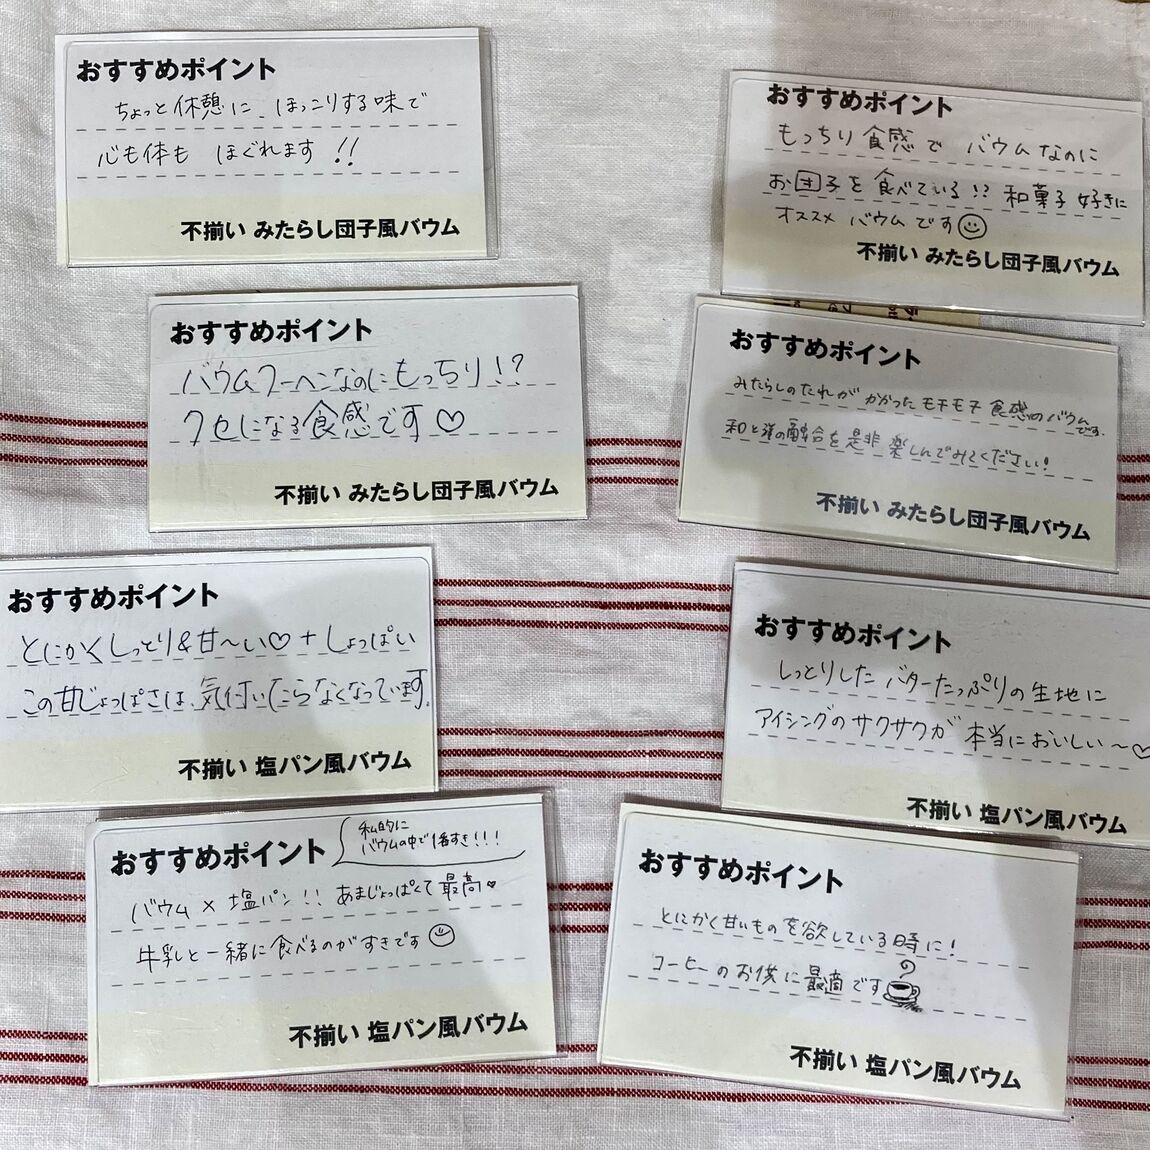 おすすめポイント
ちょっと休憩に、ほっこりする味で
心も体も ほぐれます!!
不揃い みたらし団子風バウム
おすすめポイント
もっちり食感で バウムなのに
お団子を食べている!? 和菓子好きに
オススメ バウムです
不揃い みたらし団子風バウム
おすすめポイント
バウムクーヘンなのにもっちり!?
クセになる食感です♡
不揃い みたらし団子風バウム
おすすめポイント
みたらしのたれが かかったモチモチ食感のバウムです。
和と洋の融合を是非楽しんでみてください!
不揃い みたらし団子風バウム
おすすめポイント
とにかくしっとり&甘〜い♡+しょっぱい
この甘じょっぱさは、気付いたらなくなっています。
不揃い 塩パン風バウム
おすすめポイント
しっとりしたバターたっぷりの生地に
アイシングのサクサクが 本当においしい〜♡
不揃い 塩パン風バウム
おすすめポイント
私的に
バウムの中で1番すき!!!
バウム×塩パン!! あまじょっぱくて最高♥
牛乳と一緒に食べるのがすきです
不揃い 塩パン風バウム
おすすめポイント
とにかく甘いものを欲している時に!
コーヒーのお供に最適です
不揃い 塩パン風バウム